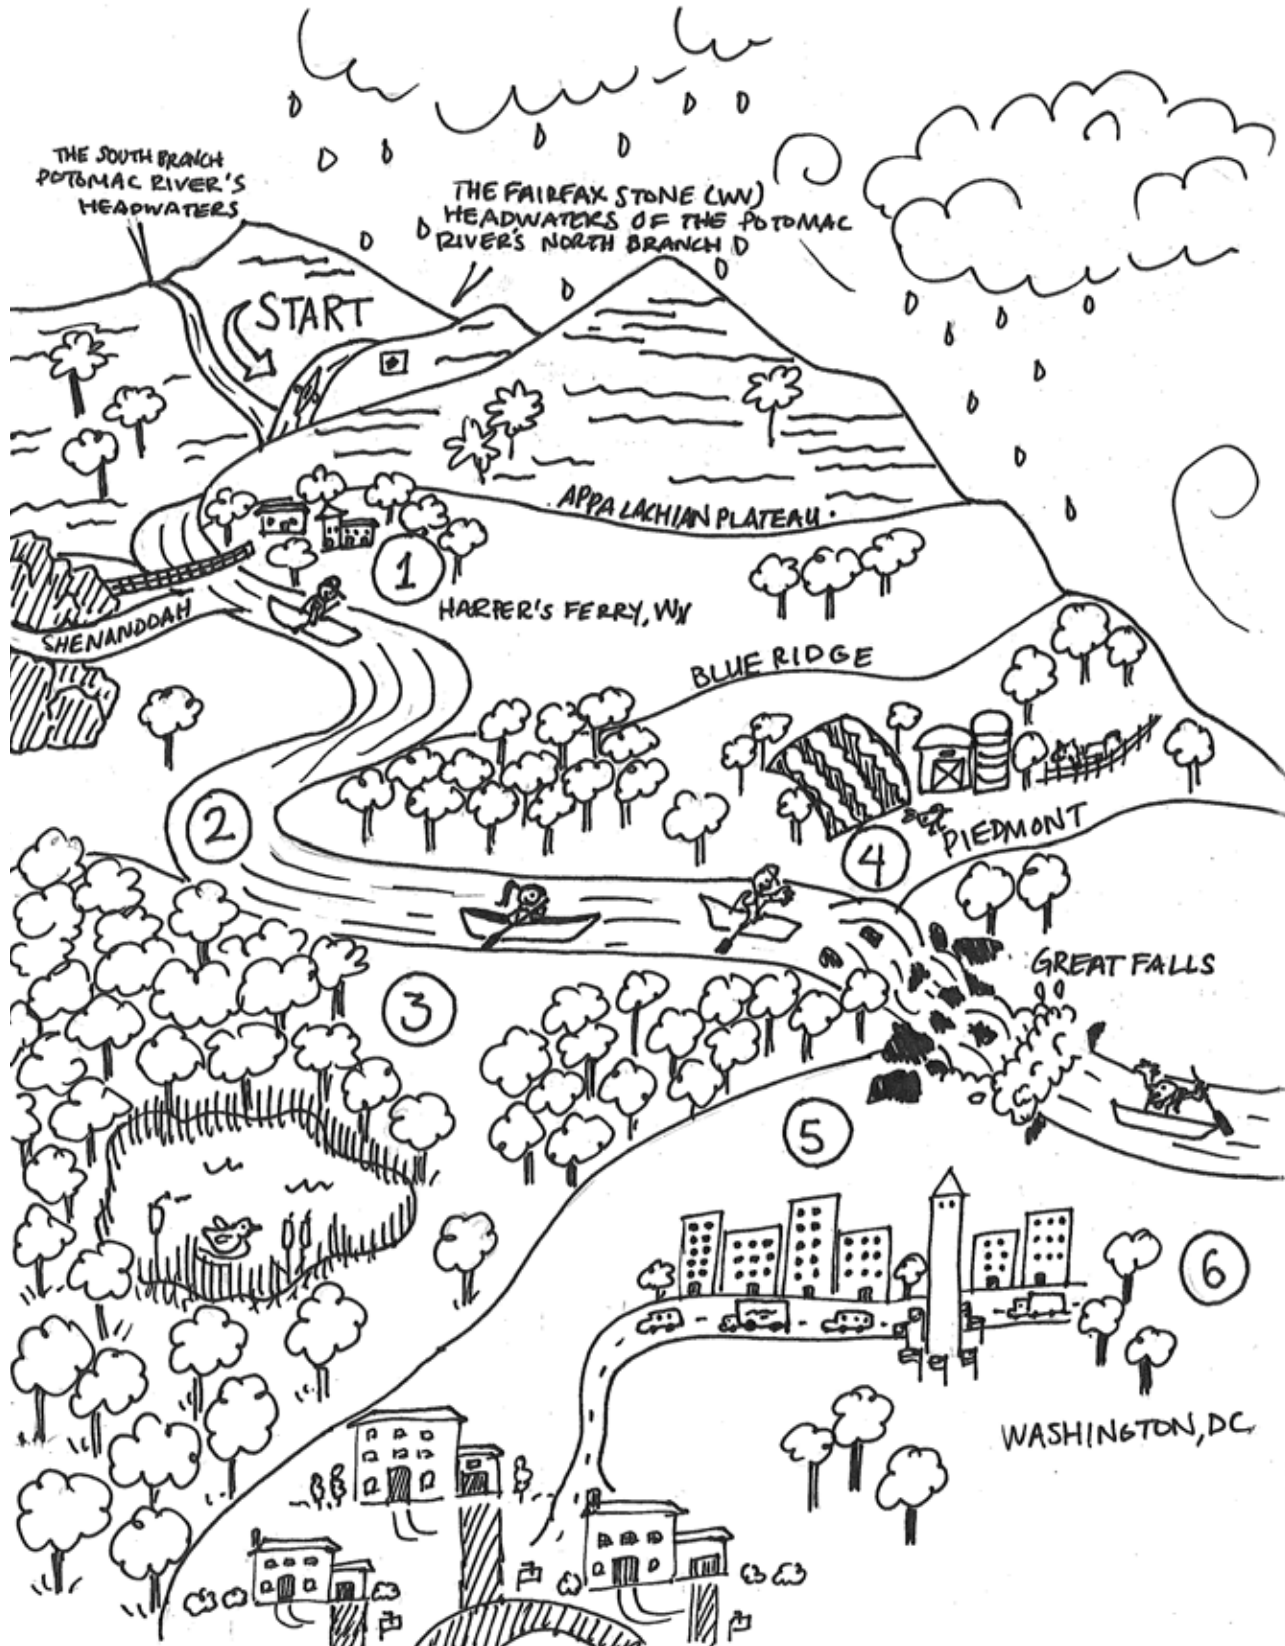 THE SOUTH BRANCH
POTOMAC RIVER'S
HEADWATERS
THE FAIRFAX STONE (WV)
HEADWATERS OF THE POTOMAC
RIVER'S NORTH BRANCH
START
APPALACHIAN PLATEAU
1
HARPER'S FERRY, WV
SHENANDOAH
BLUE RIDGE
2
PIEDMONT
4
GREAT FALLS
3
5
6
WASHINGTON, DC